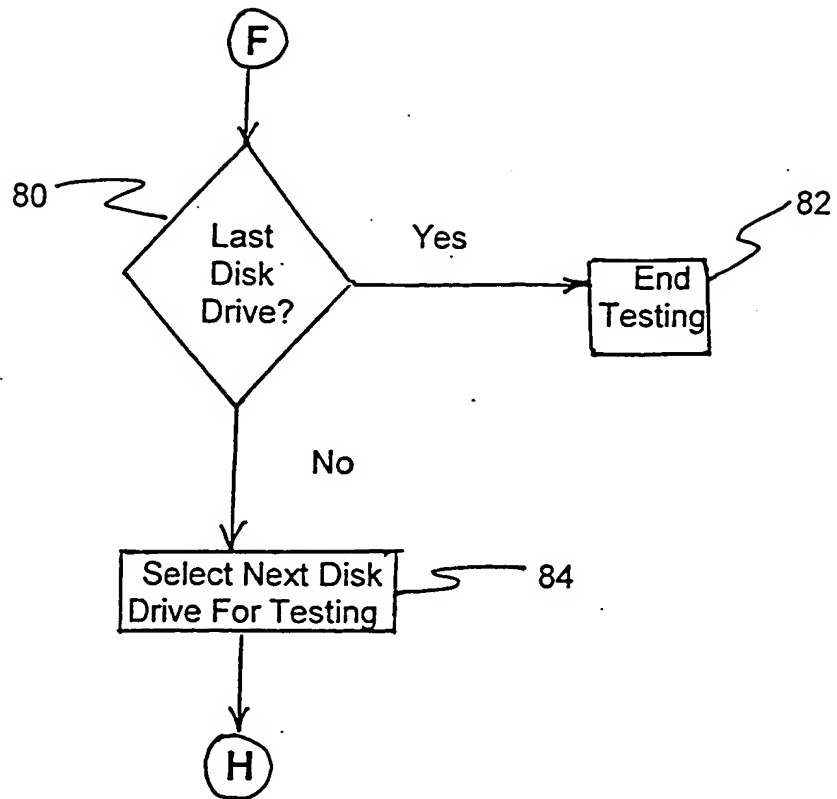 F
80
Last
Disk
Drive?
Yes
82
End
Testing
No
Select Next Disk
Drive For Testing
84
H